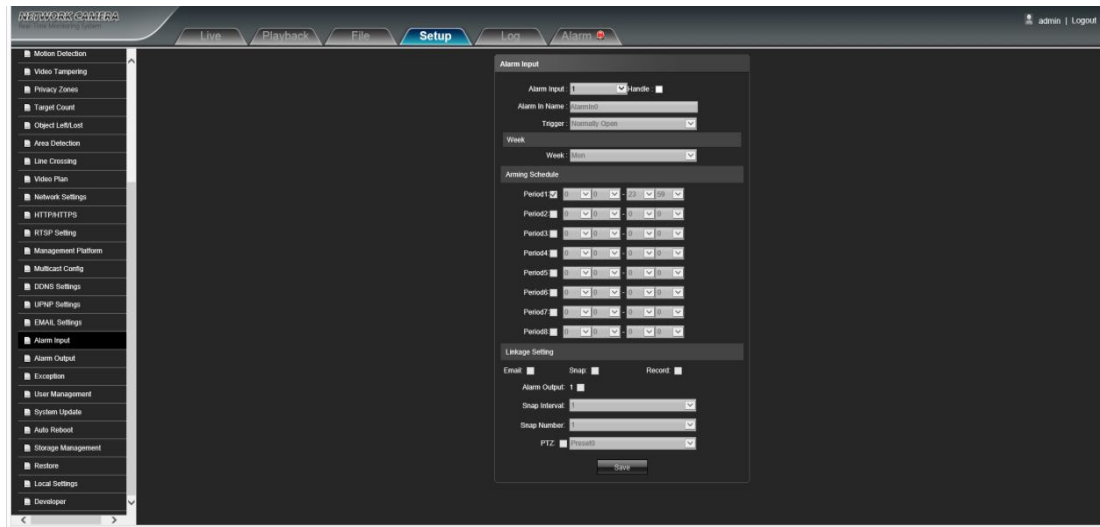 NETWORK CAMERA
Real-Time Monitoring System
admin | Logout
Live Playback File Setup Log Alarm
Motion Detection
Video Tampering
Privacy Zones
Target Count
Object Left/Lost
Area Detection
Line Crossing
Video Plan
Network Settings
HTTP/HTTPS
RTSP Setting
Management Platform
Multicast Config
DDNS Settings
UPNP Settings
EMAIL Settings
Alarm Input
Alarm Output
Exception
User Management
System Update
Auto Reboot
Storage Management
Restore
Local Settings
Developer
Alarm Input
Alarm Input : 1 Handle :
Alarm In Name : AlarmIn0
Trigger : Normally Open
Week
Week : Mon
Arming Schedule
Period1: 0 0 - 23 59
Period2: 0 0 - 0 0
Period3: 0 0 - 0 0
Period4: 0 0 - 0 0
Period5: 0 0 - 0 0
Period6: 0 0 - 0 0
Period7: 0 0 - 0 0
Period8: 0 0 - 0 0
Linkage Setting
Email: Snap: Record:
Alarm Output: 1
Snap Interval: 1
Snap Number: 1
PTZ: Preset0
Save